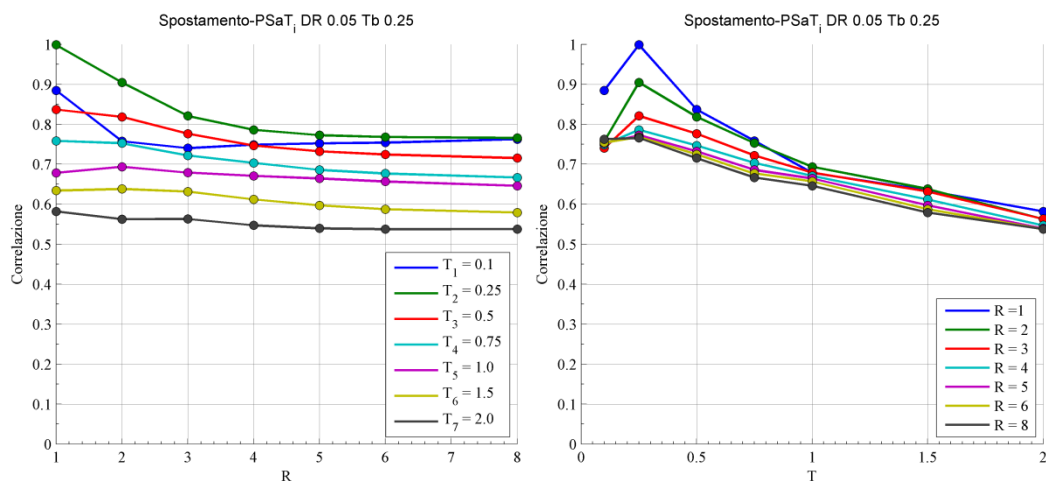 Spostamento-PSaT_i DR 0.05 Tb 0.25
1
0.9
0.8
0.7
0.6
0.5
0.4
0.3
0.2
0.1
0
Correlazione
1 2 3 4 5 6 7 8
R
T_1 = 0.1
T_2 = 0.25
T_3 = 0.5
T_4 = 0.75
T_5 = 1.0
T_6 = 1.5
T_7 = 2.0
Spostamento-PSaT_i DR 0.05 Tb 0.25
1
0.9
0.8
0.7
0.6
0.5
0.4
0.3
0.2
0.1
0
Correlazione
0 0.5 1 1.5 2
T
R =1
R = 2
R = 3
R = 4
R = 5
R = 6
R = 8